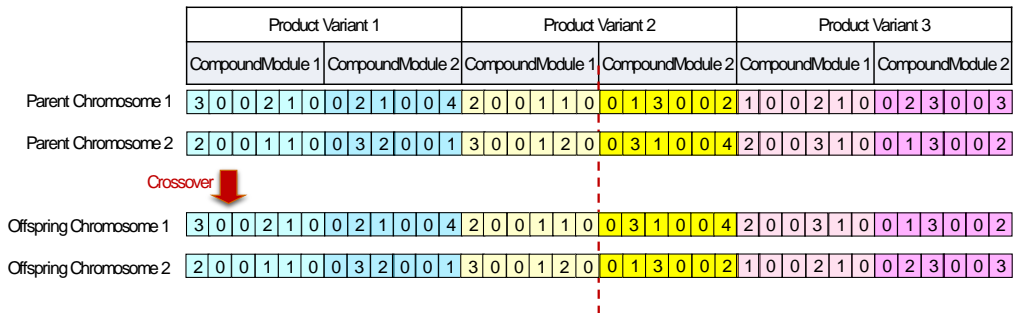 Product Variant 1 Product Variant 2 Product Variant 3
CompoundModule 1 CompoundModule 2 CompoundModule 1 CompoundModule 2 CompoundModule 1 CompoundModule 2
Parent Chromosome 1 3 0 0 2 1 0 0 2 1 0 0 4 2 0 0 1 1 0 0 1 3 0 0 2 1 0 0 2 1 0 0 2 3 0 0 3
Parent Chromosome 2 2 0 0 1 1 0 0 3 2 0 0 1 3 0 0 1 2 0 0 3 1 0 0 4 2 0 0 3 1 0 0 1 3 0 0 2
Crossover
Offspring Chromosome 1 3 0 0 2 1 0 0 2 1 0 0 4 2 0 0 1 1 0 0 3 1 0 0 4 2 0 0 3 1 0 0 1 3 0 0 2
Offspring Chromosome 2 2 0 0 1 1 0 0 3 2 0 0 1 3 0 0 1 2 0 0 1 3 0 0 2 1 0 0 2 1 0 0 2 3 0 0 3